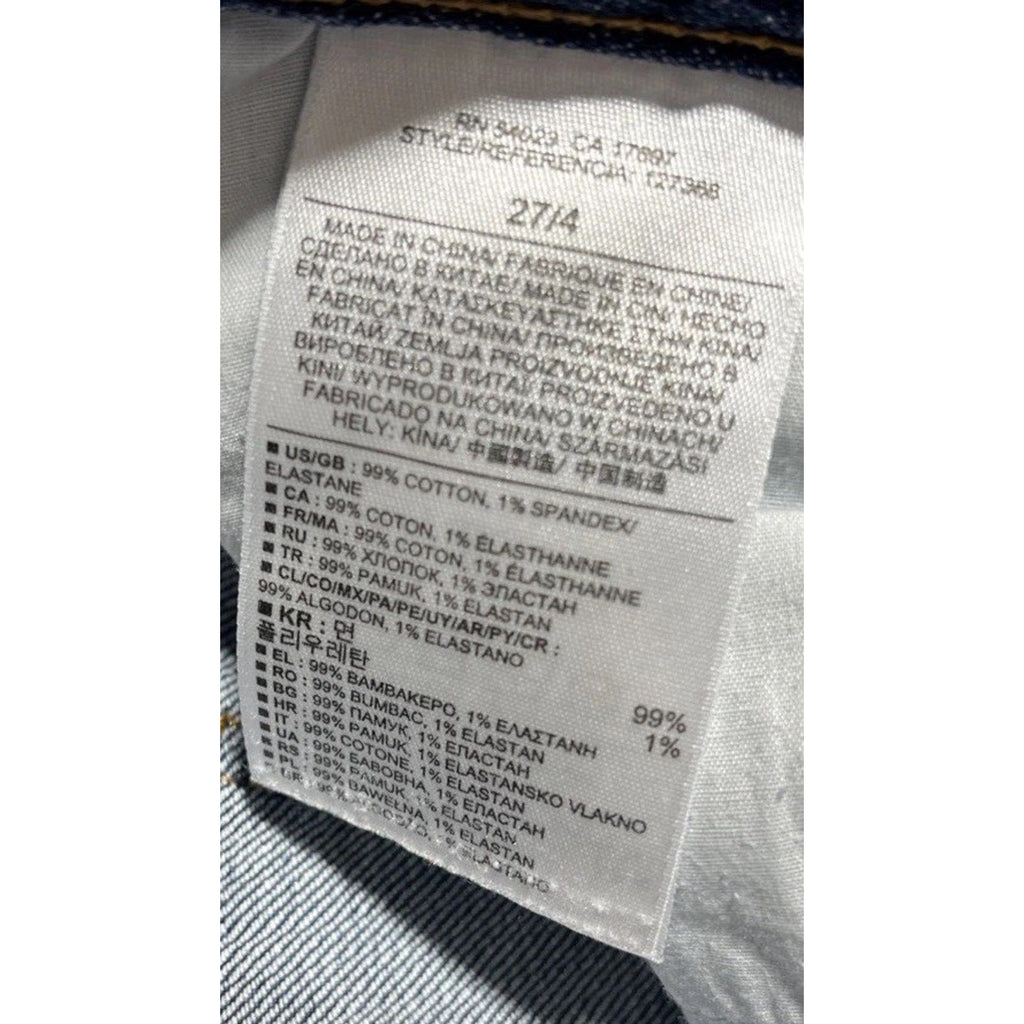 RN 54023 CA 17897
STYLE/REFERENCIA: 127368
27/4
MADE IN CHINA/ FABRIQUE EN CHINE/
СДЕЛАНО В КИТАЕ/ MADE IN CN/ HECHO
EN CHINA/ ΚΑΤΑΣΚΕΥΑΣΤΗΚΕ ΣΤΗΝ ΚΙΝΑ/
FABRICAT ÎN CHINA/ ПРОИЗВЕДЕНО В
КИТАЙ/ ZEMLJA PROIZVODNJE KINA/
ВИРОБЛЕНО В КИТАЇ/ PROIZVEDENO U
KINI/ WYPRODUKOWANO W CHINACH/
FABRICADO NA CHINA/ SZÁRMAZÁSI
HELY: KÍNA/ 中國製造/ 中国制造
■ US/GB : 99% COTTON, 1% SPANDEX/
ELASTANE
■ CA : 99% COTON, 1% ÉLASTHANNE
■ FR/MA : 99% COTON, 1% ÉLASTHANNE
■ RU : 99% ХЛОПОК, 1% ЭЛАСТАН
■ TR : 99% PAMUK, 1% ELASTAN
■ CL/CO/MX/PA/PE/UY/AR/PY/CR :
99% ALGODON, 1% ELASTANO
■ KR : 면 99%
폴리우레탄 1%
■ EL : 99% ΒΑΜΒΑΚΕΡΟ, 1% ΕΛΑΣΤΑΝΗ
■ RO : 99% BUMBAC, 1% ELASTAN
■ BG : 99% ПАМУК, 1% ЕЛАСТАН
■ HR : 99% PAMUK, 1% ELASTANSKO VLAKNO
■ IT : 99% COTONE, 1% ELASTAN
■ UA : 99% БАВОВНА, 1% ЕЛАСТАН
■ RS : 99% PAMUK, 1% ELASTAN
■ PL : 99% BAWEŁNA, 1% ELASTAN
99% 1% ELASTANO